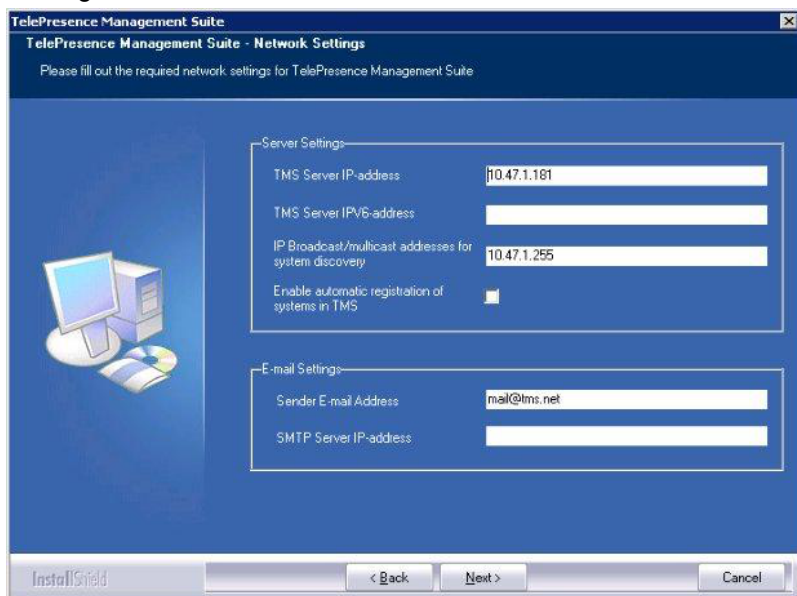 TelePresence Management Suite
TelePresence Management Suite - Network Settings
Please fill out the required network settings for TelePresence Management Suite
Server Settings
TMS Server IP-address
10.47.1.181
TMS Server IPV6-address
IP Broadcast/multicast addresses for
system discovery
10.47.1.255
Enable automatic registration of
systems in TMS
E-mail Settings
Sender E-mail Address
mail@tms.net
SMTP Server IP-address
InstallShield
< Back
Next >
Cancel